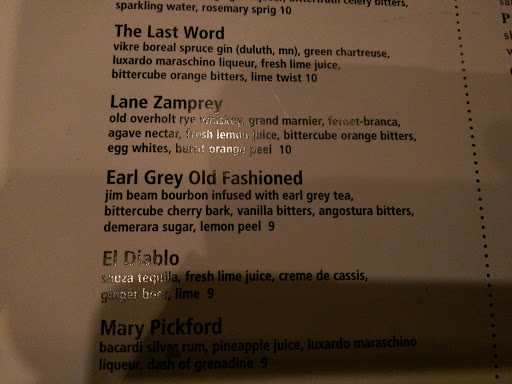 sparkling water, rosemary sprig 10
The Last Word
vikre boreal spruce gin (duluth, mn), green chartreuse,
luxardo maraschino liqueur, fresh lime juice,
bittercube orange bitters, lime twist 10
Lane Zamprey
old overholt rye whiskey, grand marnier, fernet-branca,
agave nectar, fresh lemon juice, bittercube orange bitters,
egg whites, burnt orange peel 10
Earl Grey Old Fashioned
jim beam bourbon infused with earl grey tea,
bittercube cherry bark, vanilla bitters, angostura bitters,
demerara sugar, lemon peel 9
El Diablo
sauza tequila, fresh lime juice, creme de cassis,
ginger beer, lime 9
Mary Pickford
bacardi silver rum, pineapple juice, luxardo maraschino
liqueur, dash of grenadine 9